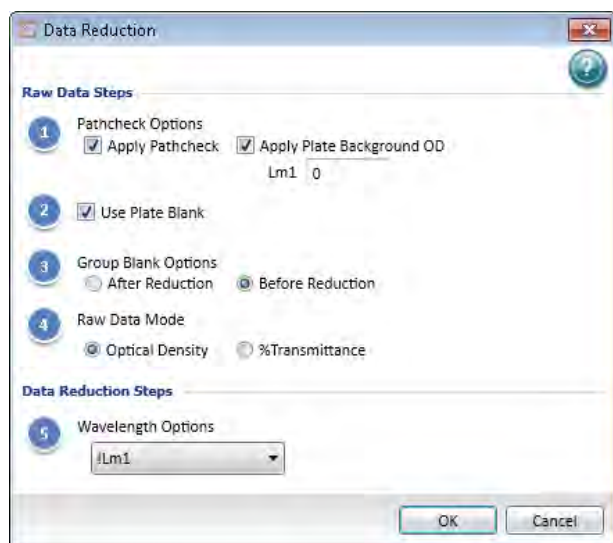 Data Reduction
?
Raw Data Steps
1
Pathcheck Options
Apply Pathcheck Apply Plate Background OD
Lm1 0
2 Use Plate Blank
3
Group Blank Options
After Reduction Before Reduction
4
Raw Data Mode
Optical Density %Transmittance
Data Reduction Steps
5
Wavelength Options
!Lm1
OK Cancel